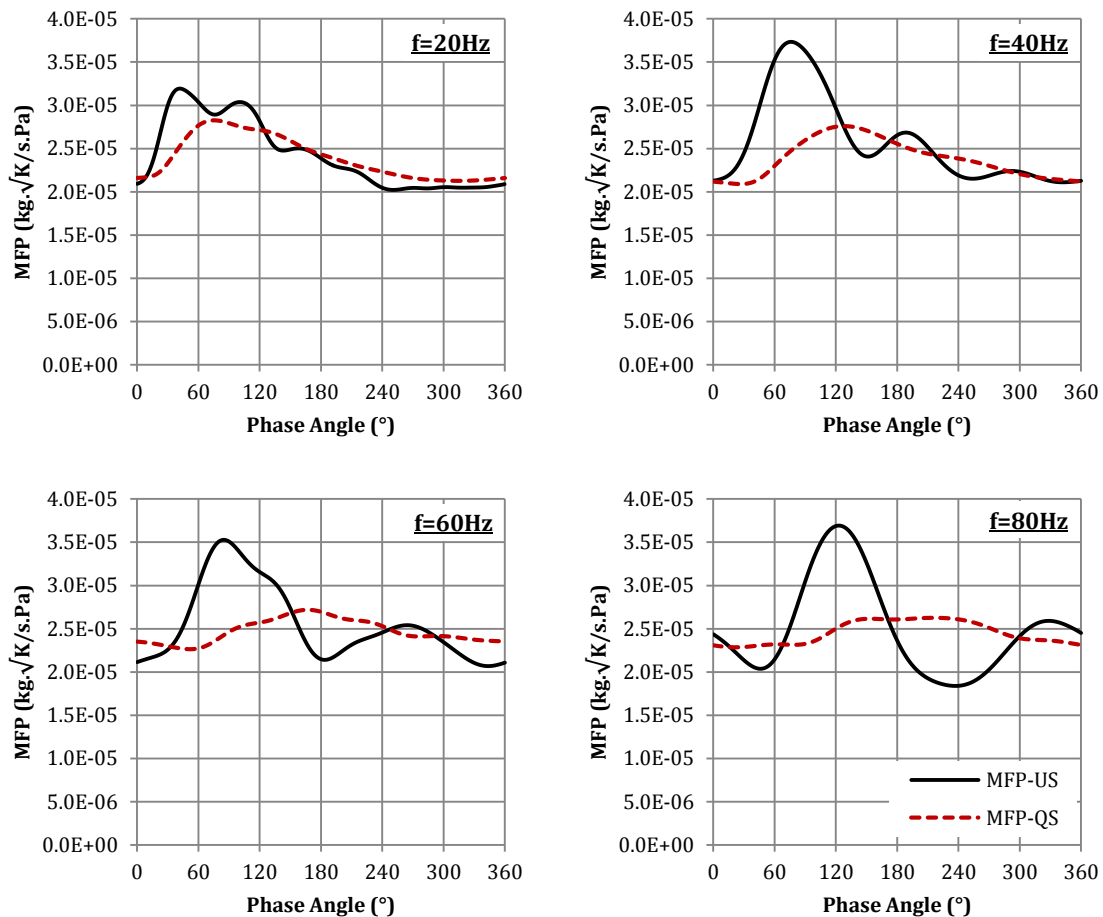 f=20Hz
MFP (kg.√K/s.Pa)
4.0E-05
3.5E-05
3.0E-05
2.5E-05
2.0E-05
1.5E-05
1.0E-05
5.0E-06
0.0E+00
0 60 120 180 240 300 360
Phase Angle (°)
f=40Hz
MFP (kg.√K/s.Pa)
4.0E-05
3.5E-05
3.0E-05
2.5E-05
2.0E-05
1.5E-05
1.0E-05
5.0E-06
0.0E+00
0 60 120 180 240 300 360
Phase Angle (°)
f=60Hz
MFP (kg.√K/s.Pa)
4.0E-05
3.5E-05
3.0E-05
2.5E-05
2.0E-05
1.5E-05
1.0E-05
5.0E-06
0.0E+00
0 60 120 180 240 300 360
Phase Angle (°)
f=80Hz
MFP (kg.√K/s.Pa)
4.0E-05
3.5E-05
3.0E-05
2.5E-05
2.0E-05
1.5E-05
1.0E-05
5.0E-06
0.0E+00
MFP-US
MFP-QS
0 60 120 180 240 300 360
Phase Angle (°)